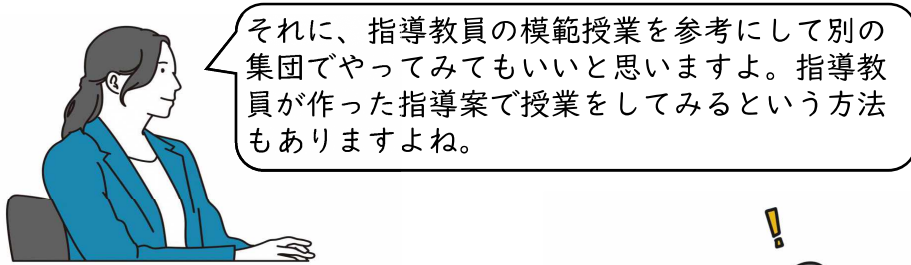 それに、指導教員の模範授業を参考にして別の
集団でやってみてもいいと思いますよ。指導教
員が作った指導案で授業をしてみるという方法
もありますよね。